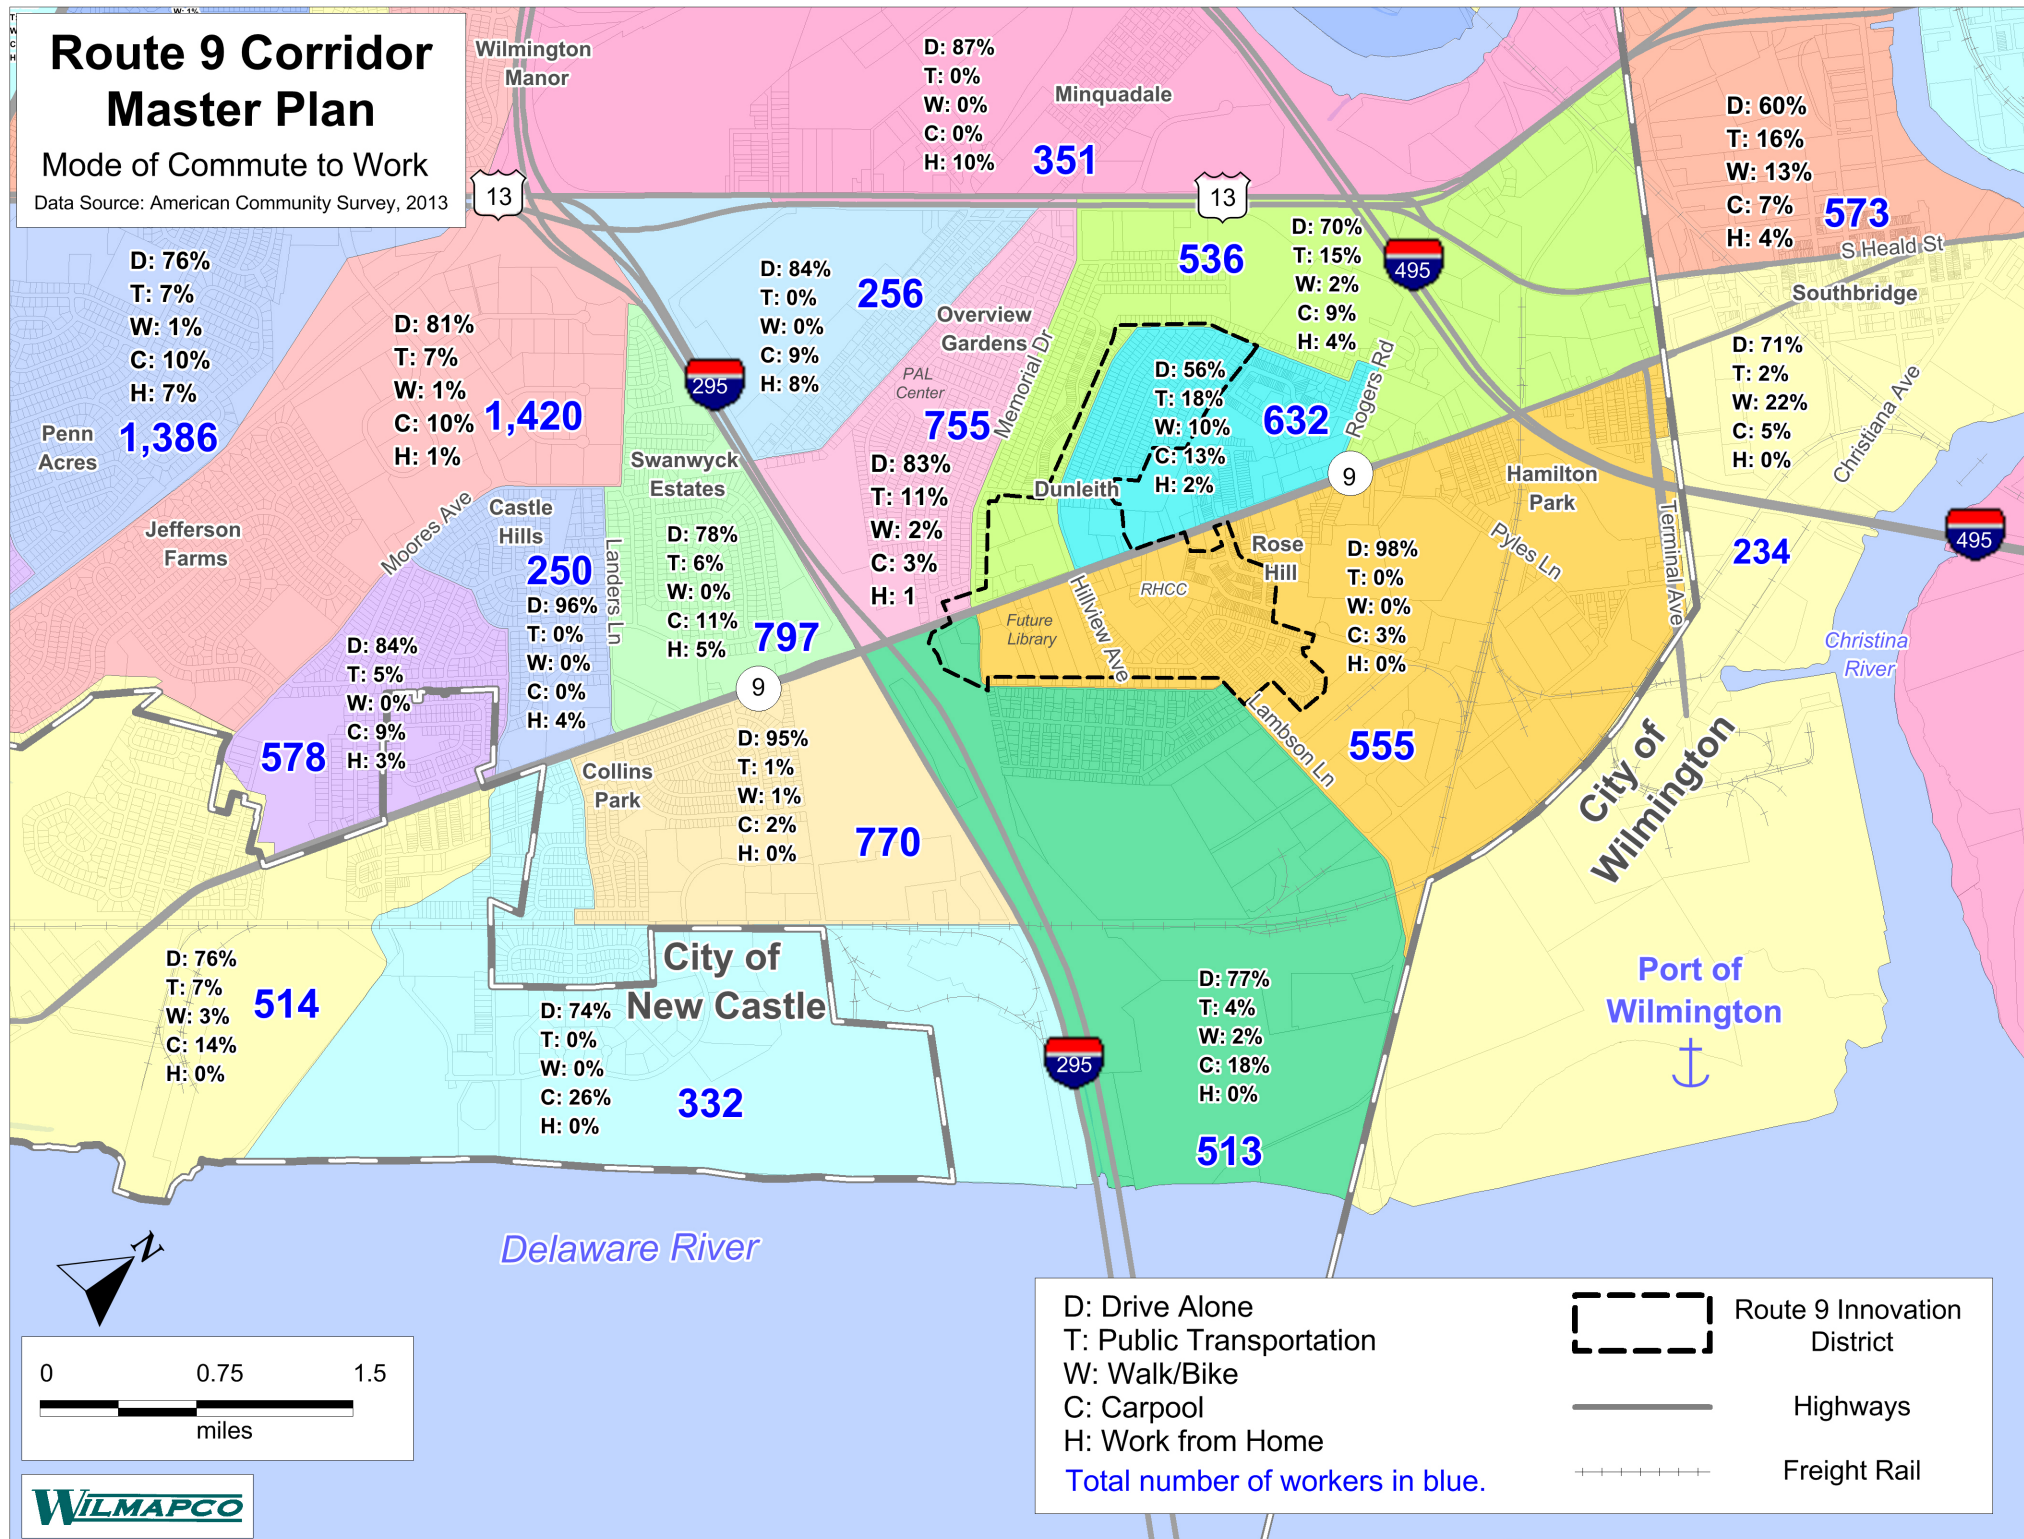 Route 9 Corridor
Master Plan
Mode of Commute to Work
Data Source: American Community Survey, 2013
T:
W
C
H
W: 1%
Wilmington
Manor
13
D: 87%
T: 0%
W: 0%
C: 0%
H: 10%
Minquadale
351
13
D: 60%
T: 16%
W: 13%
C: 7%
H: 4%
573
S Heald St
Southbridge
D: 76%
T: 7%
W: 1%
C: 10%
H: 7%
Penn
Acres
1,386
D: 81%
T: 7%
W: 1%
C: 10%
H: 1%
1,420
Jefferson
Farms
Moores Ave
295
D: 84%
T: 0%
W: 0%
C: 9%
H: 8%
256
Overview
Gardens
PAL
Center
755
Memorial Dr
D: 83%
T: 11%
W: 2%
C: 3%
H: 1
536
D: 70%
T: 15%
W: 2%
C: 9%
H: 4%
495
D: 56%
T: 18%
W: 10%
C: 13%
H: 2%
632
Rogers Rd
Dunleith
9
D: 71%
T: 2%
W: 22%
C: 5%
H: 0%
Christiana Ave
234
495
Terminal Ave
Hamilton
Park
Pyles Ln
Rose
Hill
D: 98%
T: 0%
W: 0%
C: 3%
H: 0%
RHCC
Future
Library
Hillview Ave
Lambson Ln
555
Christina
River
City of
Wilmington
Castle
Hills
250
D: 96%
T: 0%
W: 0%
C: 0%
H: 4%
Landers Ln
Swanwyck
Estates
D: 78%
T: 6%
W: 0%
C: 11%
H: 5%
797
9
D: 84%
T: 5%
W: 0%
C: 9%
H: 3%
578
Collins
Park
D: 95%
T: 1%
W: 1%
C: 2%
H: 0%
770
D: 76%
T: 7%
W: 3%
C: 14%
H: 0%
514
City of
New Castle
D: 74%
T: 0%
W: 0%
C: 26%
H: 0%
332
295
D: 77%
T: 4%
W: 2%
C: 18%
H: 0%
513
Port of
Wilmington
Delaware River
N
0 0.75 1.5
miles
WILMAPCO
D: Drive Alone
T: Public Transportation
W: Walk/Bike
C: Carpool
H: Work from Home
Total number of workers in blue.
Route 9 Innovation
District
Highways
Freight Rail